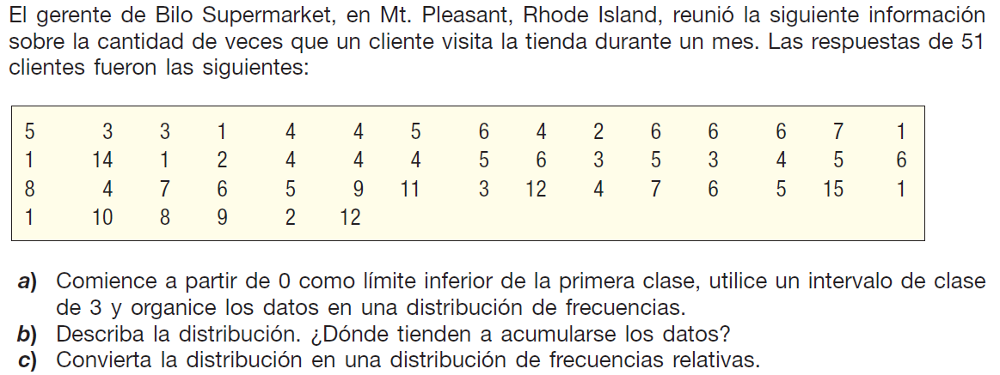 El gerente de Bilo Supermarket, en Mt. Pleasant, Rhode Island, reunió la siguiente información
sobre la cantidad de veces que un cliente visita la tienda durante un mes. Las respuestas de 51
clientes fueron las siguientes:
5 3 3 1 4 4 5 6 4 2 6 6 6 7 1
1 14 1 2 4 4 4 5 6 3 5 3 4 5 6
8 4 7 6 5 9 11 3 12 4 7 6 5 15 1
1 10 8 9 2 12
a) Comience a partir de 0 como límite inferior de la primera clase, utilice un intervalo de clase
de 3 y organice los datos en una distribución de frecuencias.
b) Describa la distribución. ¿Dónde tienden a acumularse los datos?
c) Convierta la distribución en una distribución de frecuencias relativas.